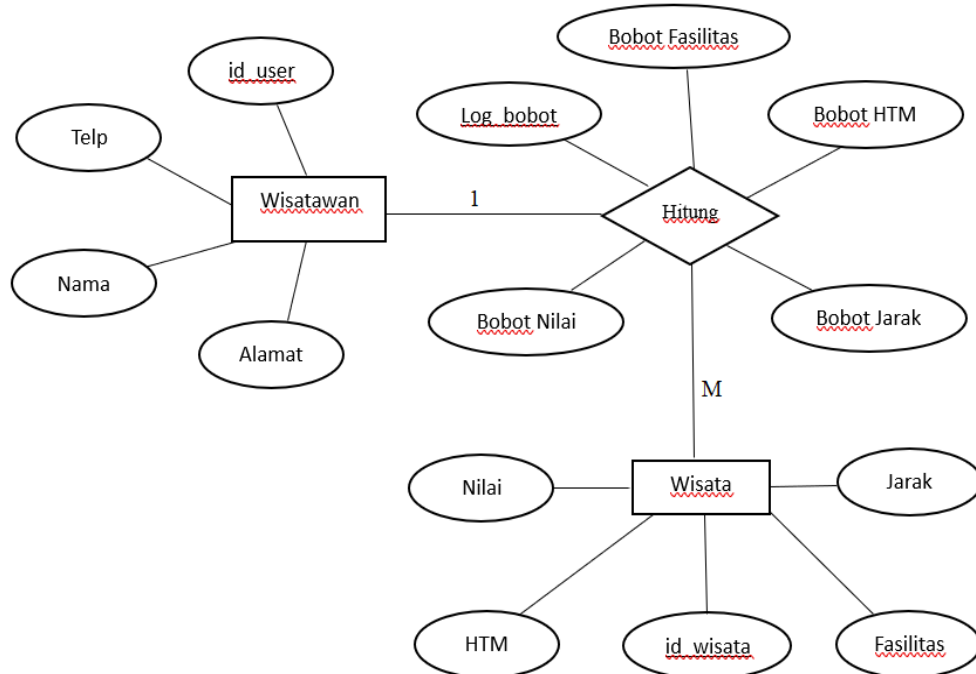 Bobot Fasilitas
id_user
Log_bobot
Bobot HTM
Telp
Wisatawan
1
Hitung
Nama
Bobot Nilai
Bobot Jarak
Alamat
M
Nilai
Wisata
Jarak
HTM
id_wisata
Fasilitas